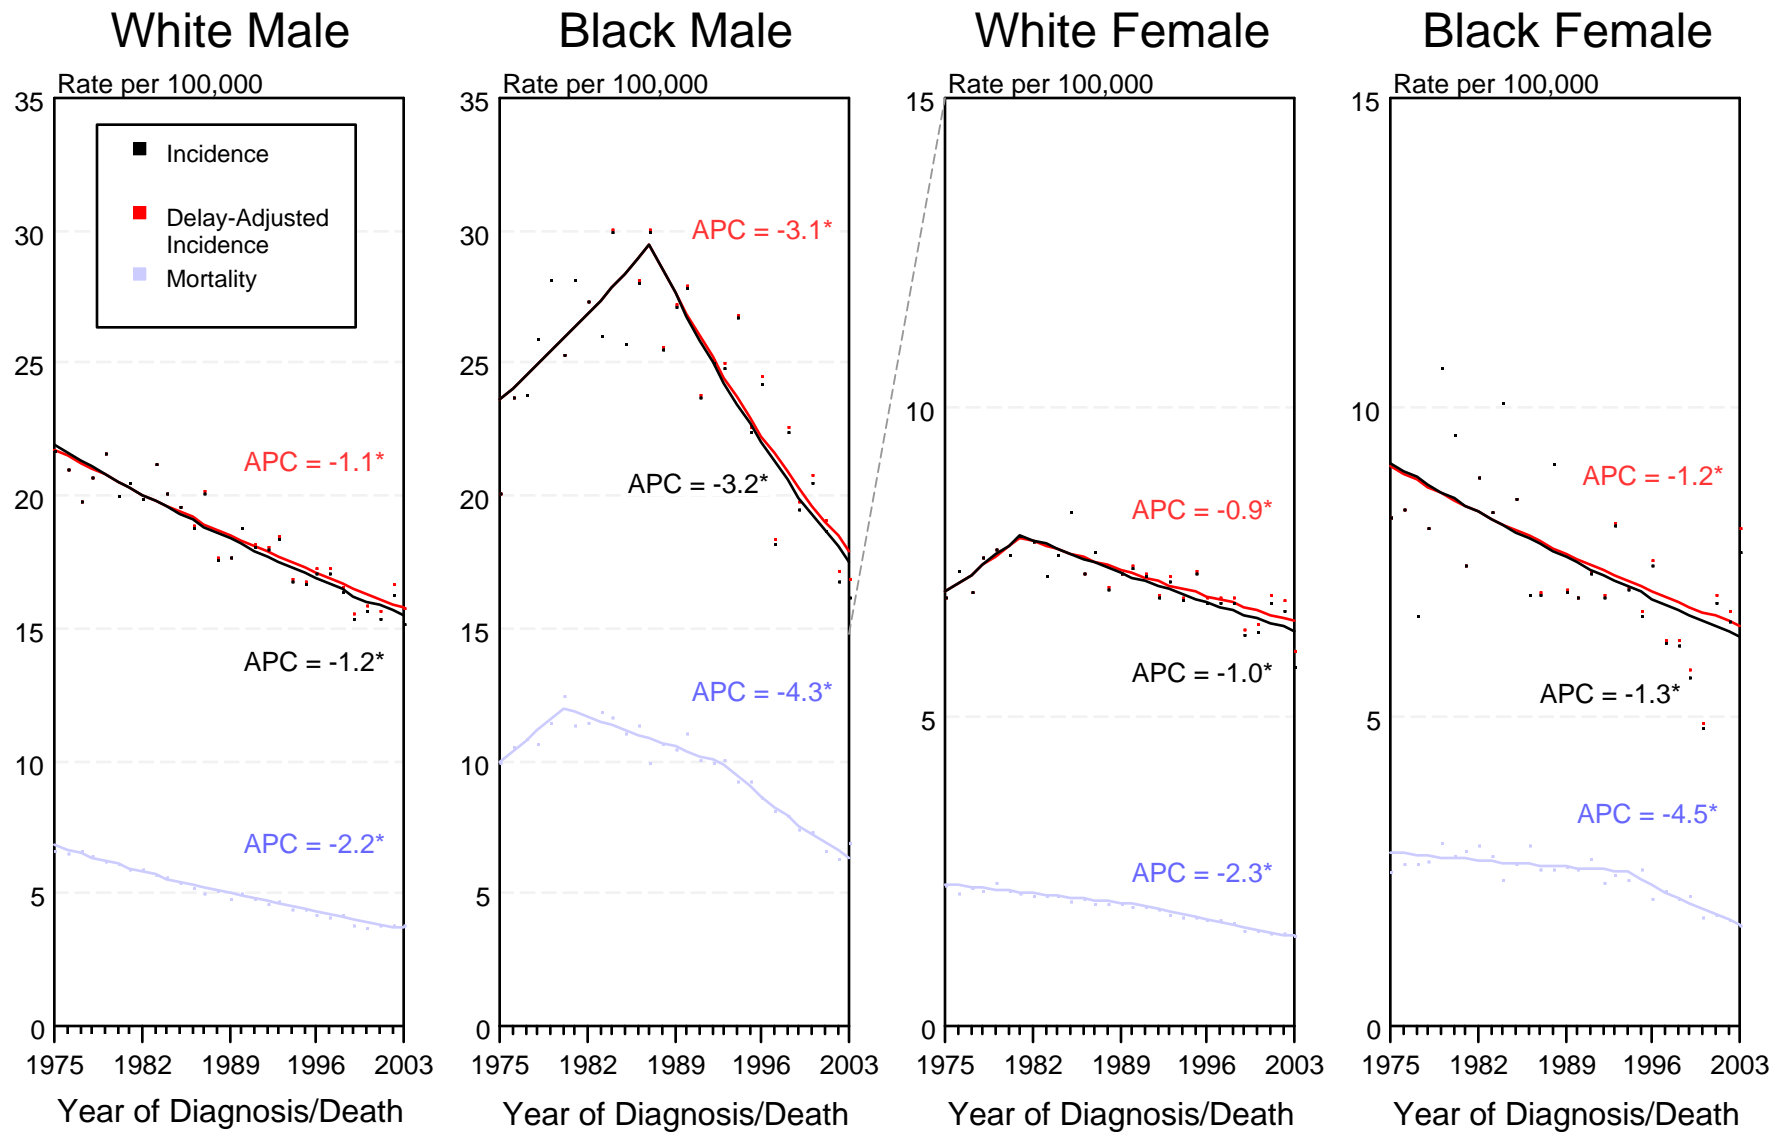 White Male
Black Male
White Female
Black Female
Rate per 100,000
Rate per 100,000
Rate per 100,000
Rate per 100,000
35
30
25
20
15
10
5
0
Incidence
Delay-Adjusted
Incidence
Mortality
APC = -1.1*
APC = -1.2*
APC = -2.2*
1975 1982 1989 1996 2003
Year of Diagnosis/Death
35
30
25
20
15
10
5
0
APC = -3.1*
APC = -3.2*
APC = -4.3*
1975 1982 1989 1996 2003
Year of Diagnosis/Death
15
10
5
0
APC = -0.9*
APC = -1.0*
APC = -2.3*
1975 1982 1989 1996 2003
Year of Diagnosis/Death
15
10
5
0
APC = -1.2*
APC = -1.3*
APC = -4.5*
1975 1982 1989 1996 2003
Year of Diagnosis/Death